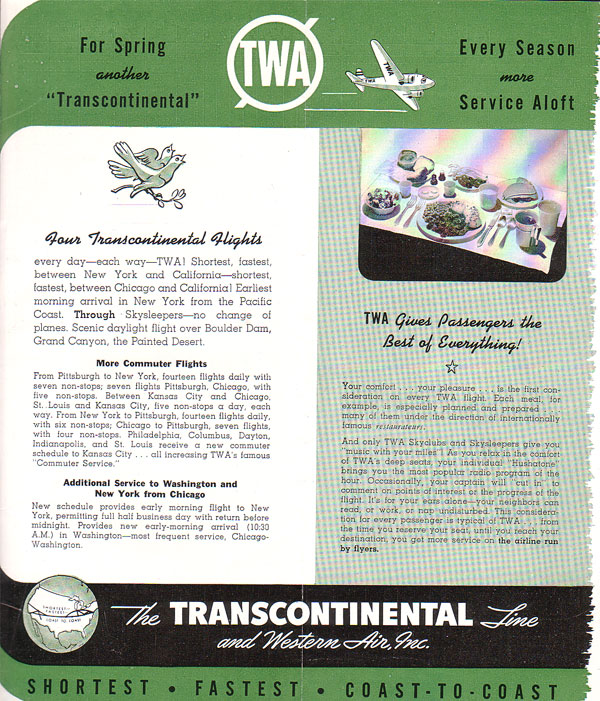 For Spring
another
"Transcontinental"
TWA
TWA
Every Season
more
Service Aloft
Four Transcontinental Flights
every day—each way—TWA! Shortest, fastest,
between New York and California—shortest,
fastest, between Chicago and California! Earliest
morning arrival in New York from the Pacific
Coast. Through Skysleepers—no change of
planes. Scenic daylight flight over Boulder Dam,
Grand Canyon, the Painted Desert.
More Commuter Flights
From Pittsburgh to New York, fourteen flights daily with
seven non-stops; seven flights Pittsburgh, Chicago, with
five non-stops. Between Kansas City and Chicago,
St. Louis and Kansas City, five non-stops a day, each
way. From New York to Pittsburgh, fourteen flights daily,
with six non-stops; Chicago to Pittsburgh, seven flights,
with four non-stops. Philadelphia, Columbus, Dayton,
Indianapolis, and St. Louis receive a new commuter
schedule to Kansas City . . . all increasing TWA's famous
"Commuter Service."
Additional Service to Washington and
New York from Chicago
New schedule provides early morning flight to New
York, permitting full half business day with return before
midnight. Provides new early-morning arrival (10:30
A.M.) in Washington—most frequent service, Chicago-
Washington.
TWA Gives Passengers the
Best of Everything!
Your comfort . . . your pleasure . . . is the first con-
sideration on every TWA flight. Each meal, for
example, is especially planned and prepared . . .
many of them under the direction of internationally
famous restaurateurs.
And only TWA Skyclubs and Skysleepers give you
"music with your miles"! As you relax in the comfort
of TWA's deep seats, your individual "Hushatone"
brings you the most popular radio program of the
hour. Occasionally, your captain will "cut in" to
comment on points of interest or the progress of the
flight. It's for your ears alone—your neighbors can
read, or work, or nap undisturbed. This considera-
tion for every passenger is typical of TWA . . . from
the time you reserve your seat, until you reach your
destination, you get more service on the airline run
by flyers.
SHORTEST
FASTEST
COAST TO COAST
The TRANSCONTINENTAL Line
and Western Air, Inc.
SHORTEST • FASTEST • COAST-TO-COAST